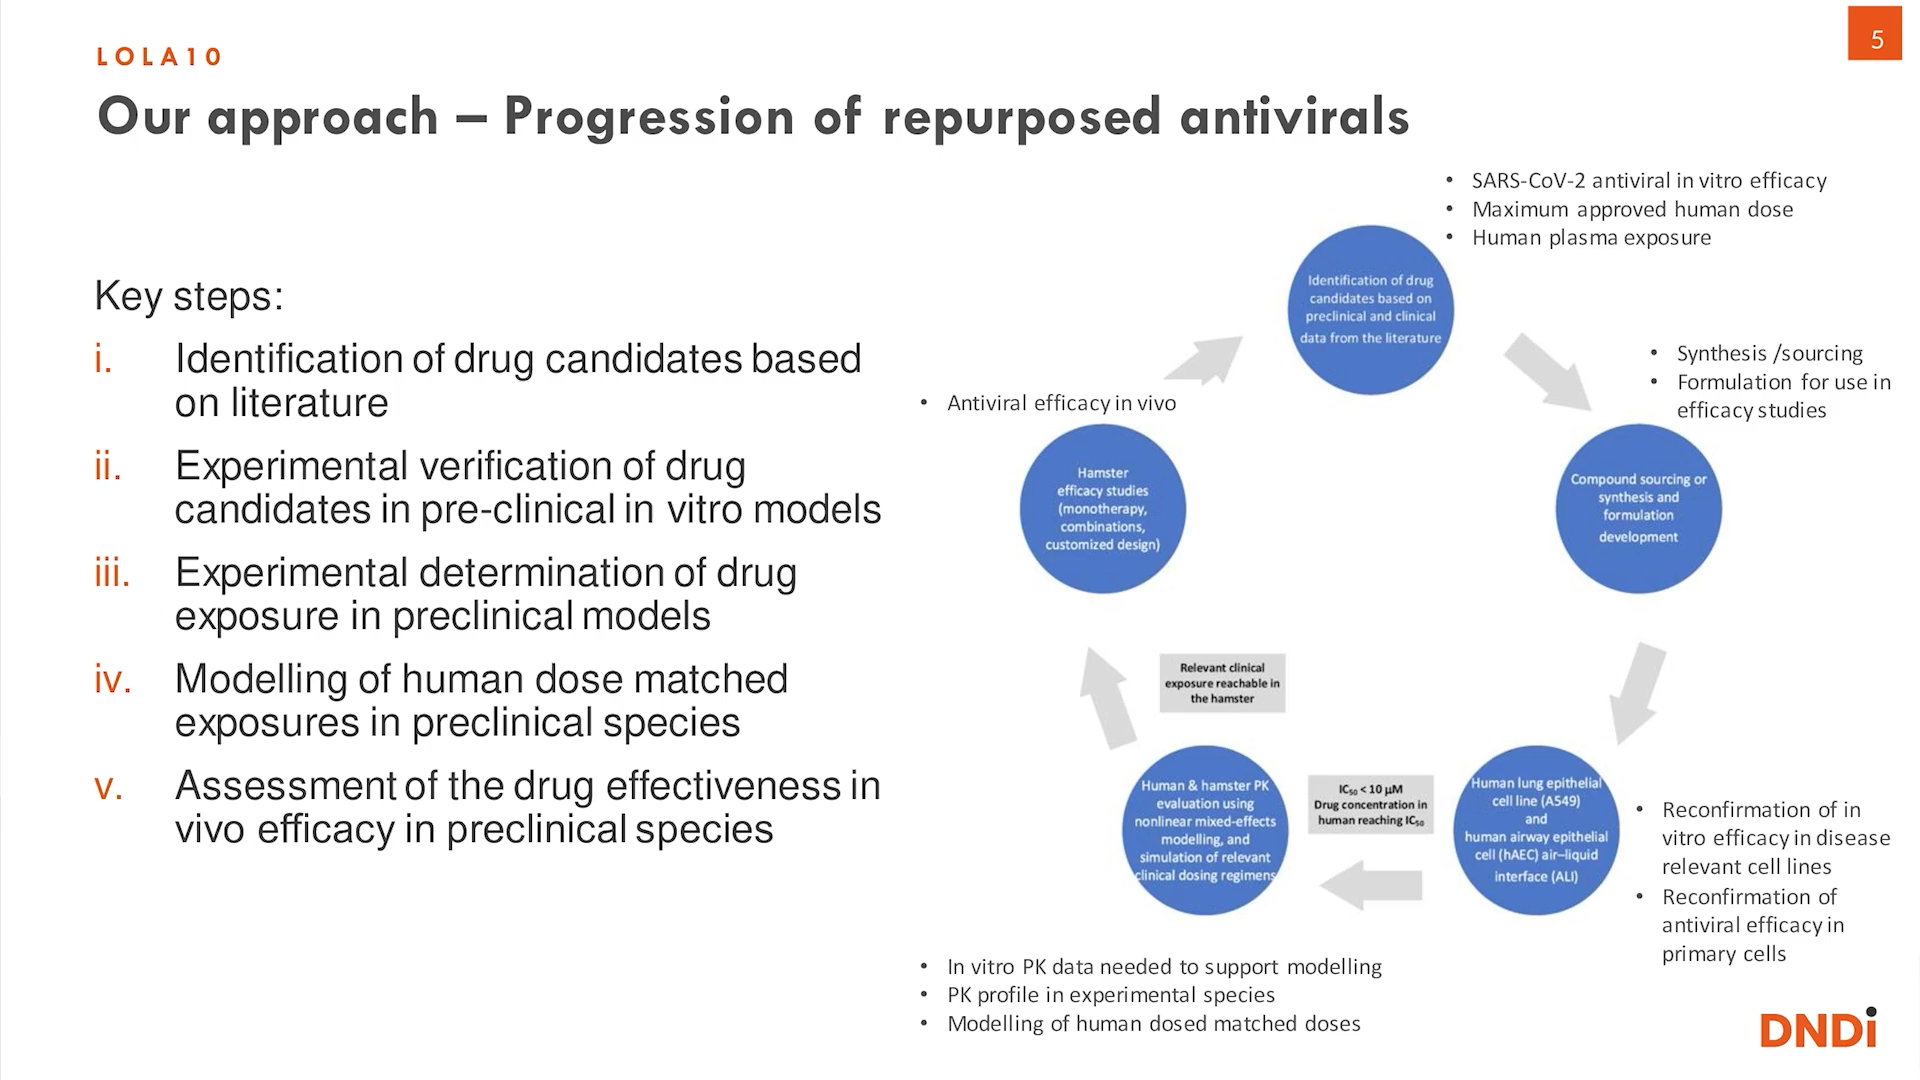 LOLA10
5
Our approach – Progression of repurposed antivirals
Key steps:
i. Identification of drug candidates based
on literature
ii. Experimental verification of drug
candidates in pre-clinical in vitro models
iii. Experimental determination of drug
exposure in preclinical models
iv. Modelling of human dose matched
exposures in preclinical species
v. Assessment of the drug effectiveness in
vivo efficacy in preclinical species
• SARS-CoV-2 antiviral in vitro efficacy
• Maximum approved human dose
• Human plasma exposure
Identification of drug
candidates based on
preclinical and clinical
data from the literature
• Synthesis /sourcing
• Formulation for use in
efficacy studies
Compound sourcing or
synthesis and
formulation
development
Human lung epithelial
cell line (A549)
and
human airway epithelial
cell (hAEC) air–liquid
interface (ALI)
• Reconfirmation of in
vitro efficacy in disease
relevant cell lines
• Reconfirmation of
antiviral efficacy in
primary cells
IC₅₀ < 10 µM
Drug concentration in
human reaching IC₅₀
Human & hamster PK
evaluation using
nonlinear mixed-effects
modelling, and
simulation of relevant
clinical dosing regimens
• In vitro PK data needed to support modelling
• PK profile in experimental species
• Modelling of human dosed matched doses
Relevant clinical
exposure reachable in
the hamster
• Antiviral efficacy in vivo
Hamster
efficacy studies
(monotherapy,
combinations,
customized design)
DNDi